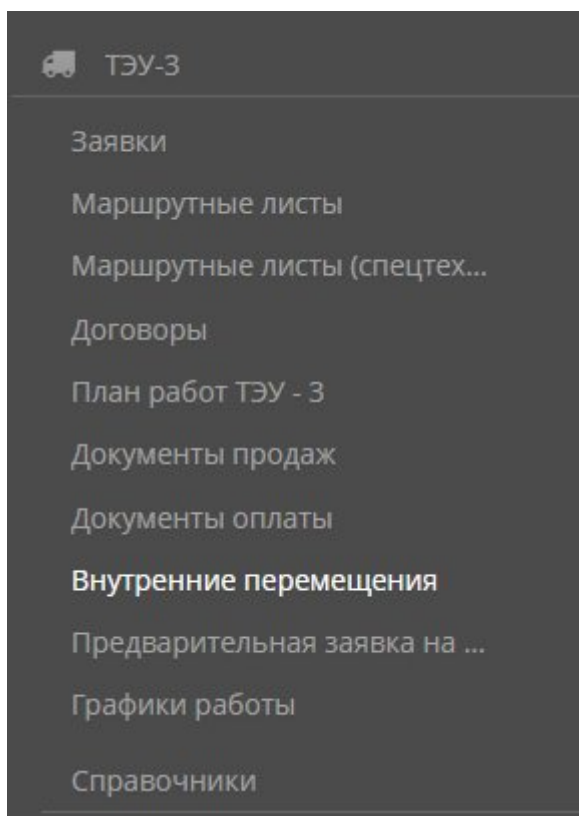 ТЭУ-3
Заявки
Маршрутные листы
Маршрутные листы (спецтех...
Договоры
План работ ТЭУ - 3
Документы продаж
Документы оплаты
Внутренние перемещения
Предварительная заявка на ...
Графики работы
Справочники